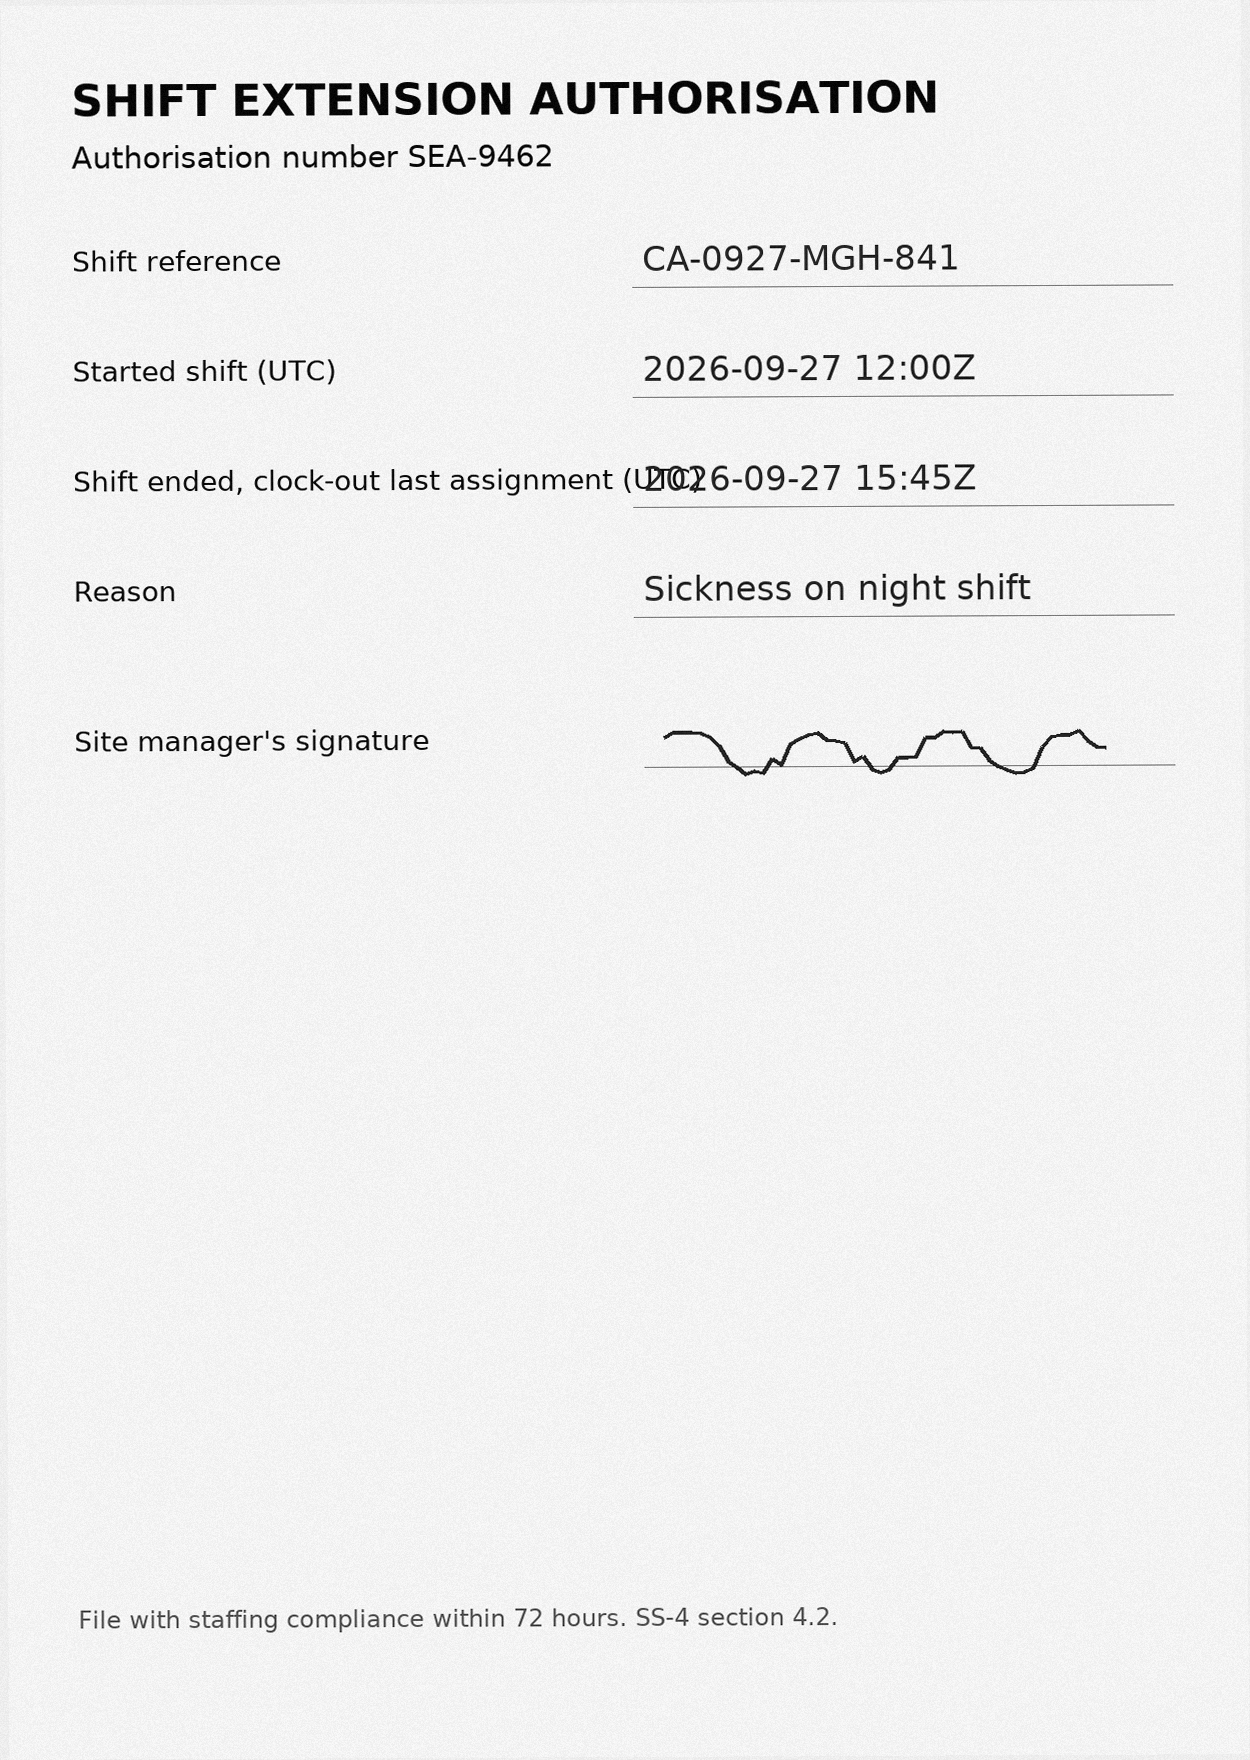 SHIFT EXTENSION AUTHORISATION
Authorisation number SEA-9462
Shift reference CA-0927-MGH-841
Started shift (UTC) 2026-09-27 12:00Z
Shift ended, clock-out last assignment (UTC) 2026-09-27 15:45Z
Reason Sickness on night shift
Site manager's signature
File with staffing compliance within 72 hours. SS-4 section 4.2.